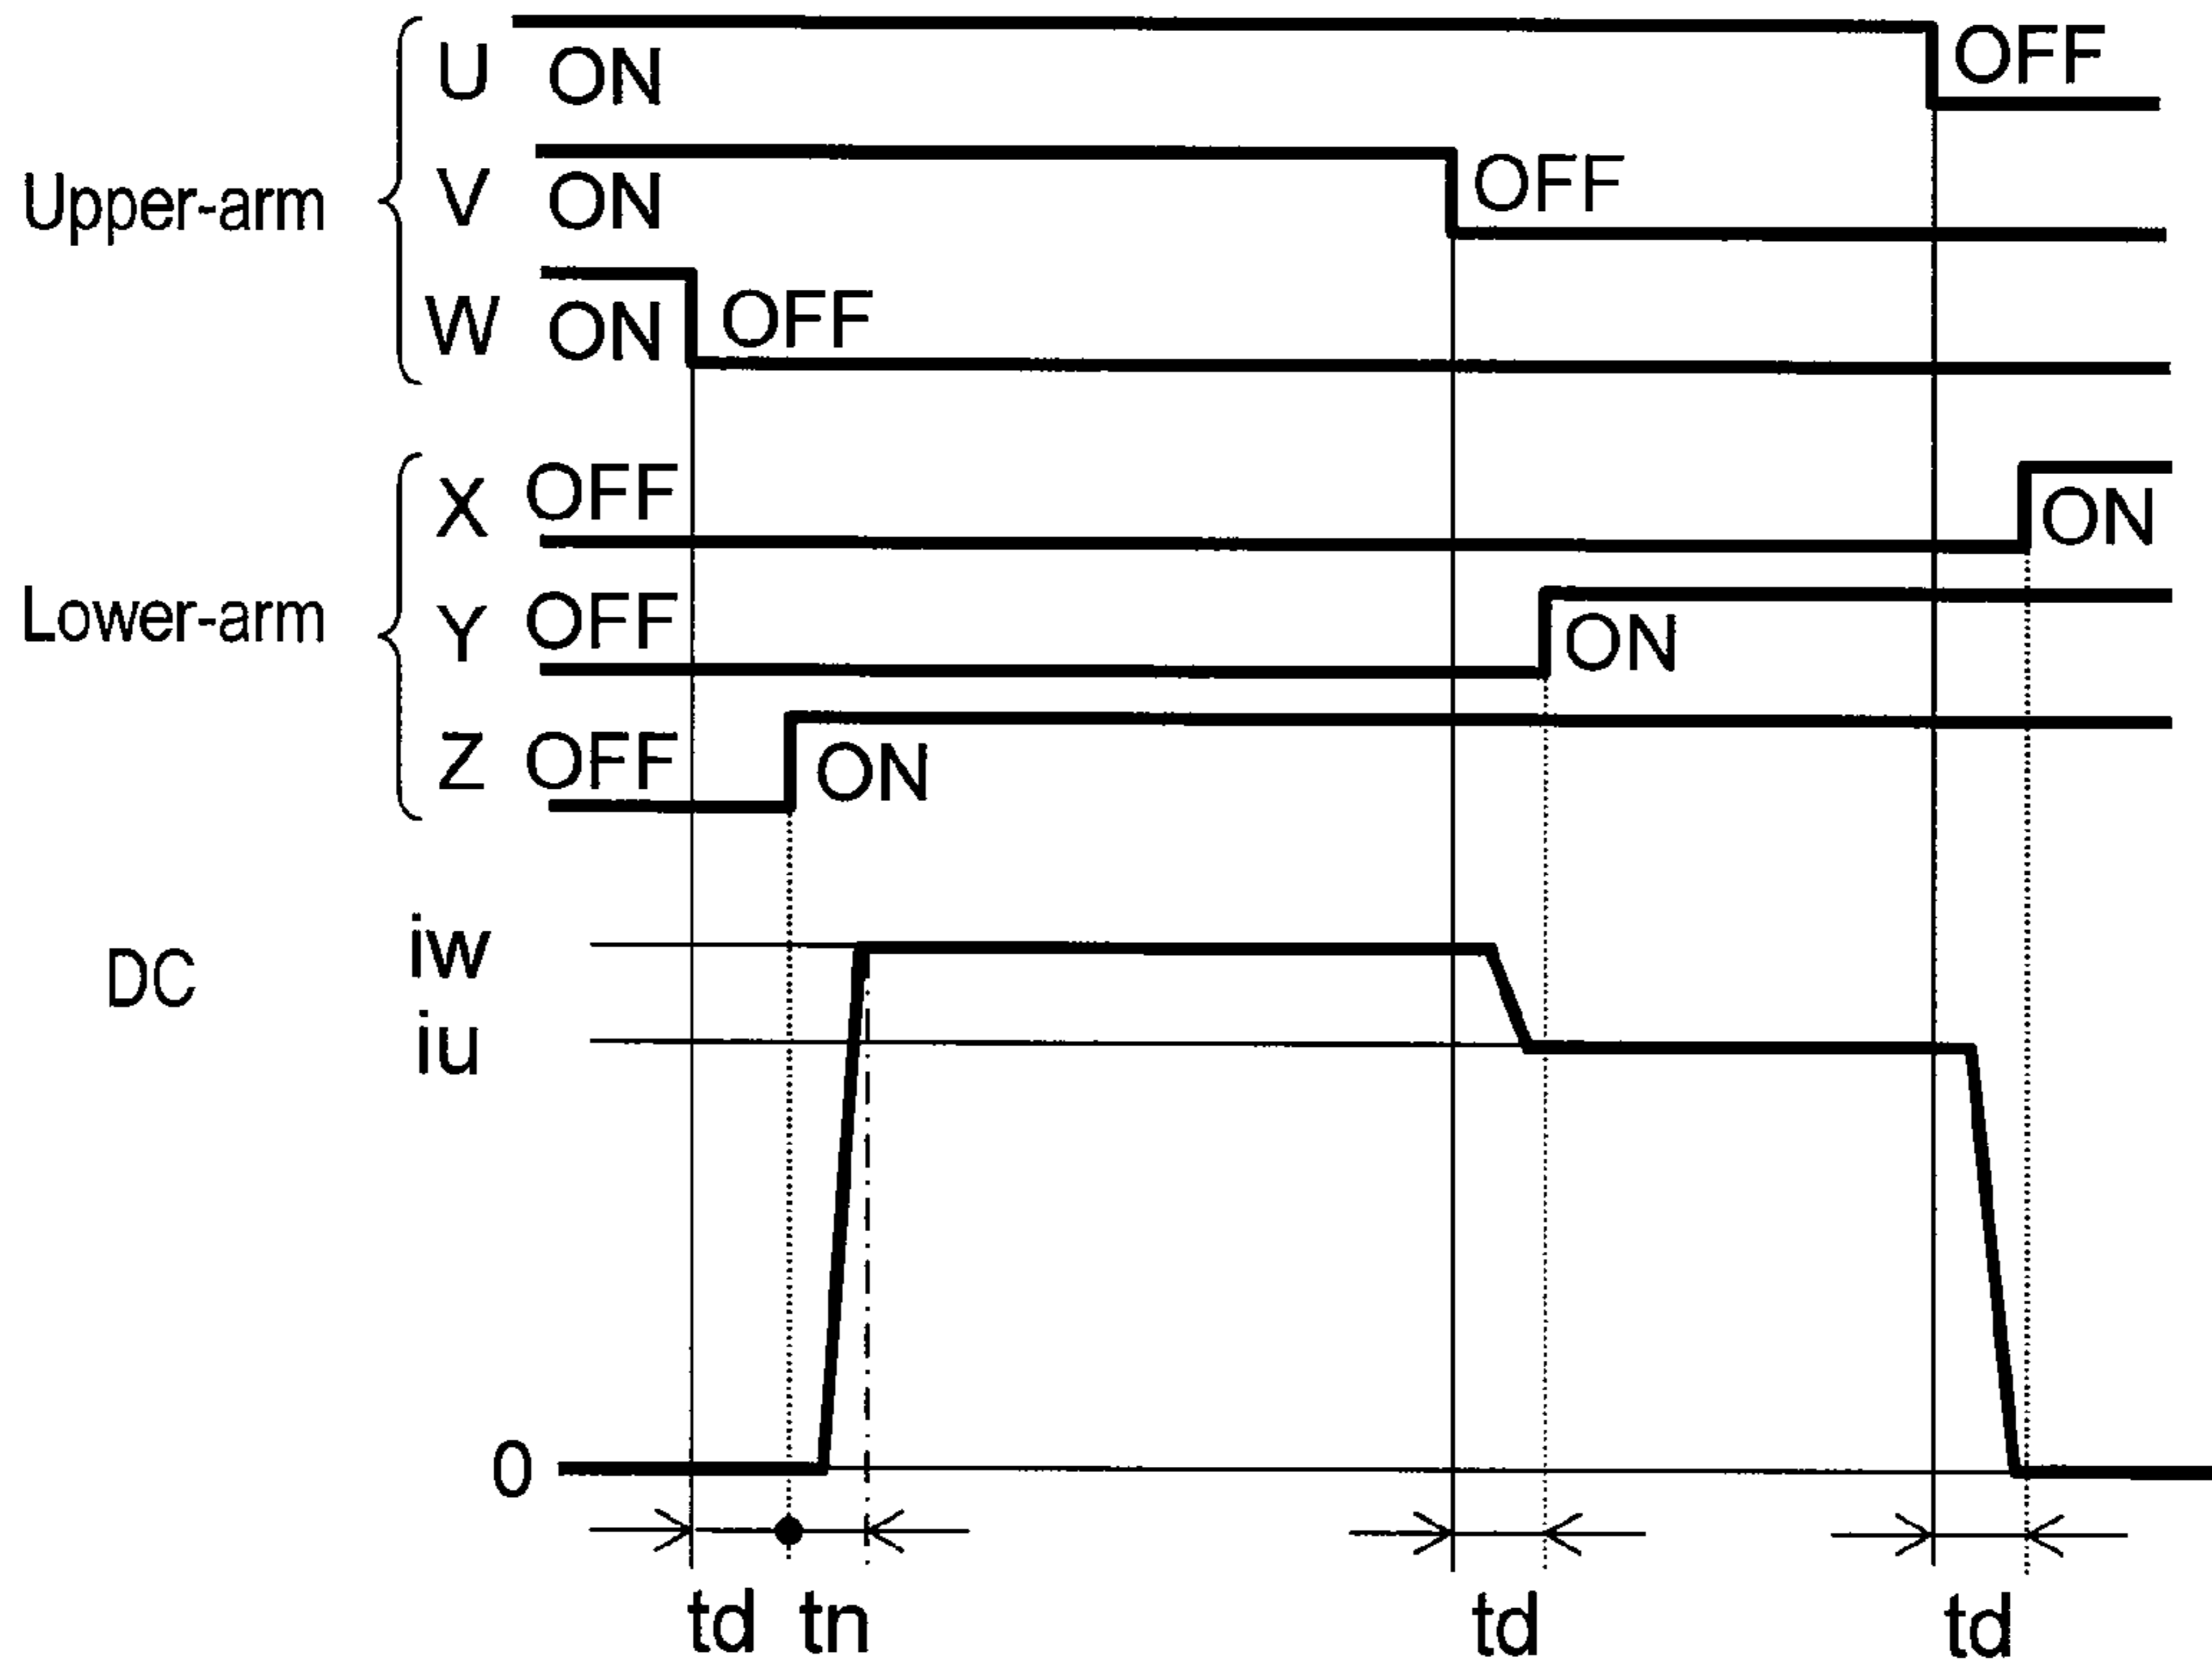 U ON OFF
Upper-arm V ON OFF
W ON OFF
X OFF ON
Lower-arm Y OFF ON
Z OFF ON
DC iw
iu
0
td tn td td